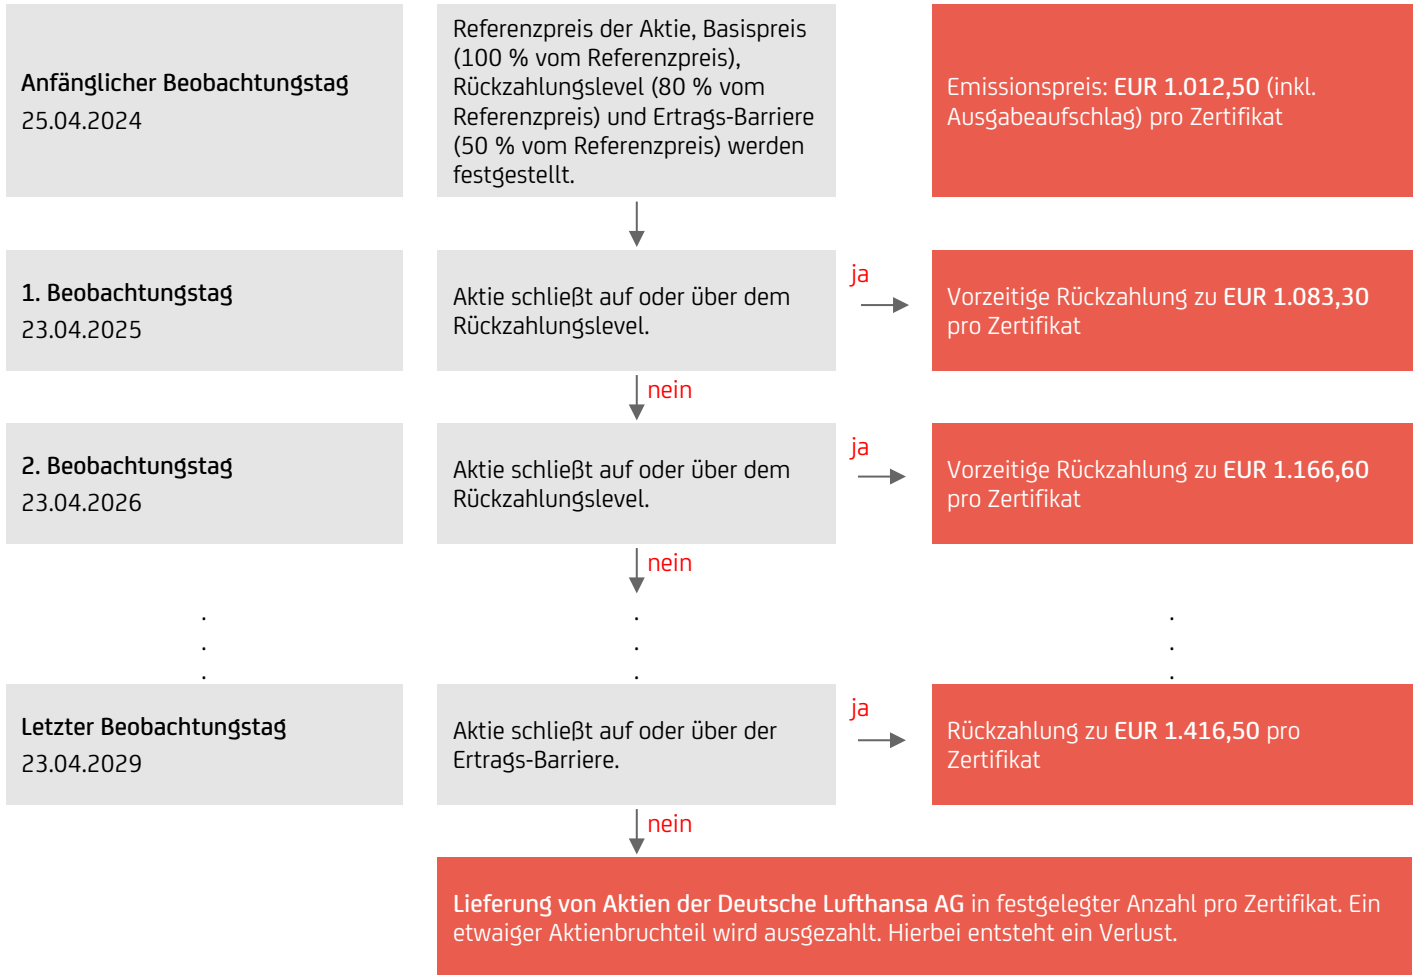 Anfänglicher Beobachtungstag
25.04.2024
Referenzpreis der Aktie, Basispreis
(100 % vom Referenzpreis),
Rückzahlungslevel (80 % vom
Referenzpreis) und Ertrags-Barriere
(50 % vom Referenzpreis) werden
festgestellt.
Emissionspreis: EUR 1.012,50 (inkl.
Ausgabeaufschlag) pro Zertifikat
1. Beobachtungstag
23.04.2025
Aktie schließt auf oder über dem
Rückzahlungslevel.
ja
Vorzeitige Rückzahlung zu EUR 1.083,30
pro Zertifikat
nein
2. Beobachtungstag
23.04.2026
Aktie schließt auf oder über dem
Rückzahlungslevel.
ja
Vorzeitige Rückzahlung zu EUR 1.166,60
pro Zertifikat
nein
. . .
. . .
. . .
Letzter Beobachtungstag
23.04.2029
Aktie schließt auf oder über der
Ertrags-Barriere.
ja
Rückzahlung zu EUR 1.416,50 pro
Zertifikat
nein
Lieferung von Aktien der Deutsche Lufthansa AG in festgelegter Anzahl pro Zertifikat. Ein
etwaiger Aktienbruchteil wird ausgezahlt. Hierbei entsteht ein Verlust.